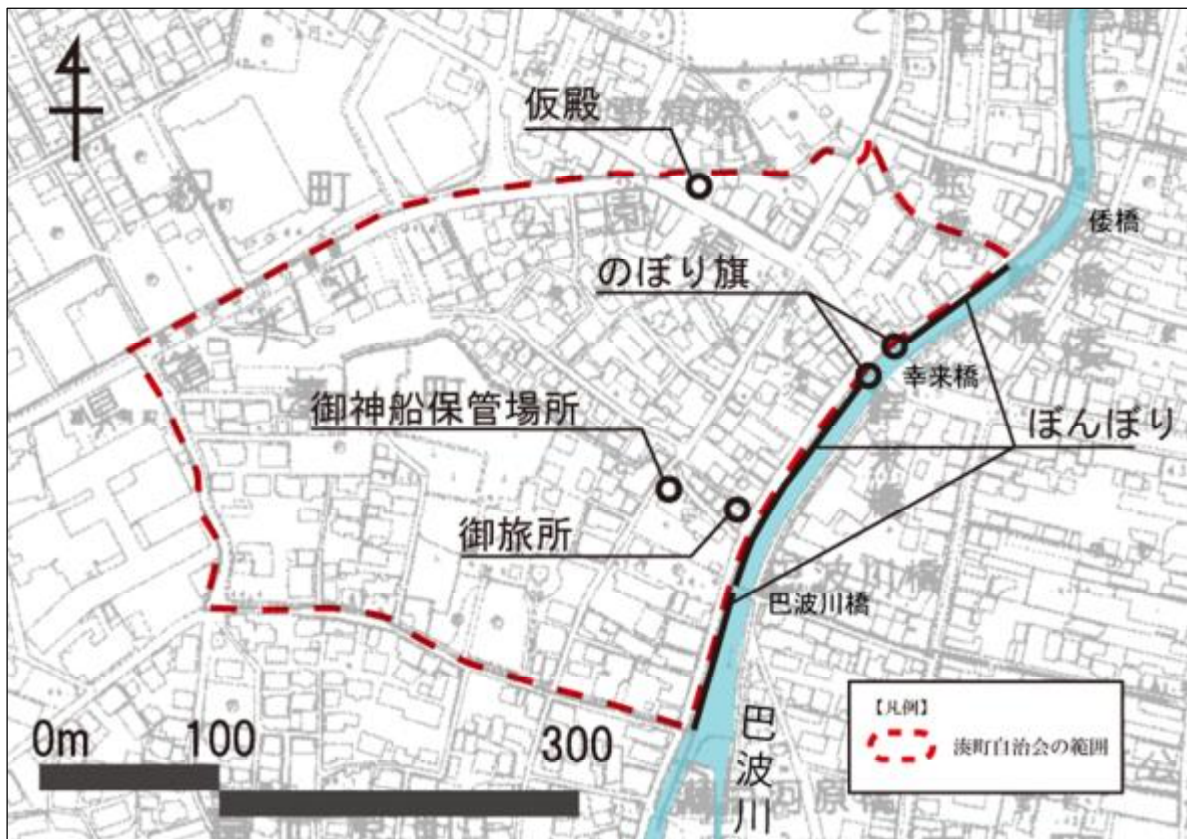 仮殿
倭橋
のぼり旗
幸来橋
御神船保管場所
ぼんぼり
御旅所
巴波川橋
巴波川
【凡例】
湊町自治会の範囲
0m 100 300